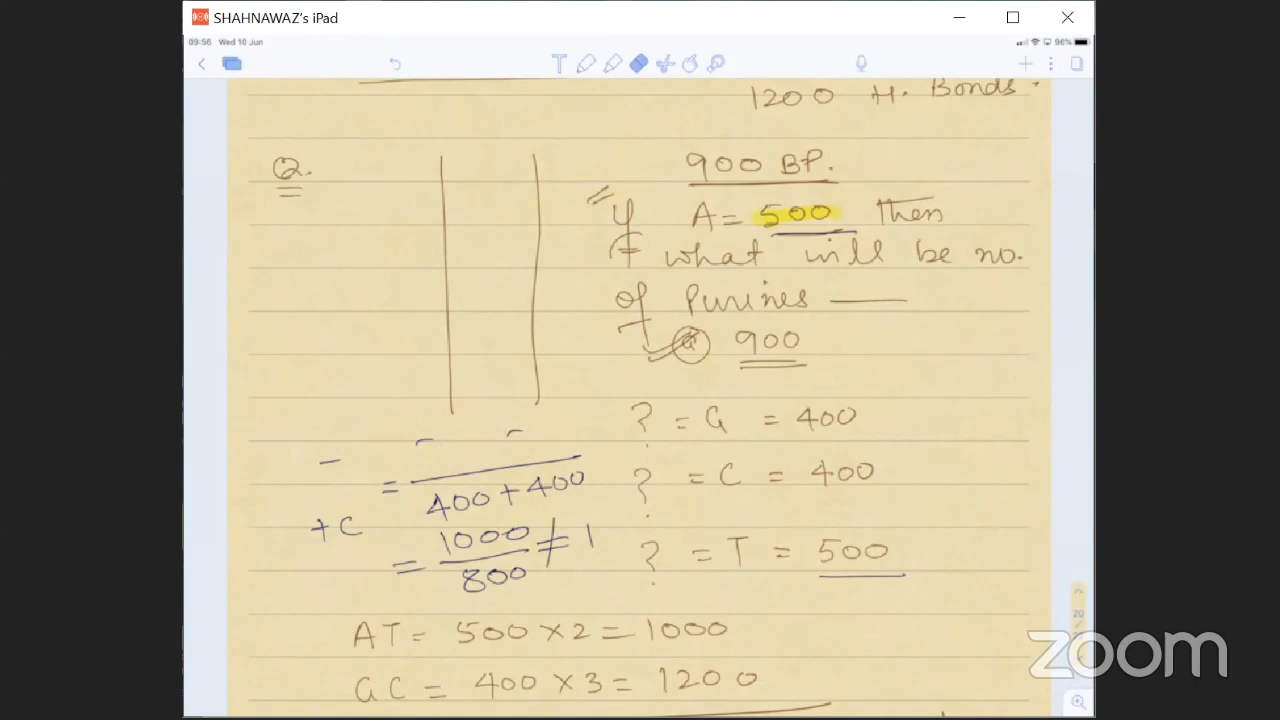 SHAHNAWAZ's iPad
09:56 Wed 10 Jun
96%
1200 H. Bonds.
Q.
900 BP.
If A = 500 then
what will be no.
of Purines
900
? = G = 400
? = C = 400
= 400 + 400
+ C
= 1000 / 800 ≠ 1
? = T = 500
AT = 500 × 2 = 1000
GC = 400 × 3 = 1200
20
zoom